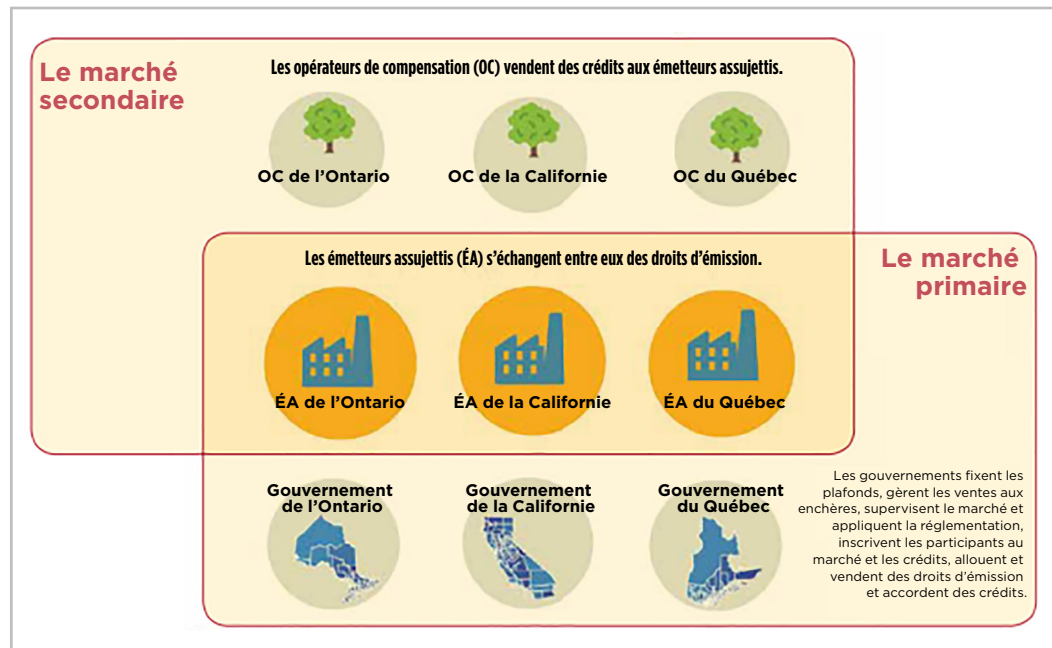 Le marché
secondaire
Les opérateurs de compensation (OC) vendent des crédits aux émetteurs assujettis.
OC de l’Ontario
OC de la Californie
OC du Québec
Les émetteurs assujettis (ÉA) s’échangent entre eux des droits d’émission.
Le marché
primaire
ÉA de l’Ontario
ÉA de la Californie
ÉA du Québec
Gouvernement
de l’Ontario
Gouvernement
de la Californie
Gouvernement
du Québec
Les gouvernements fixent les
plafonds, gèrent les ventes aux
enchères, supervisent le marché et
appliquent la réglementation,
inscrivent les participants au
marché et les crédits, allouent et
vendent des droits d’émission
et accordent des crédits.